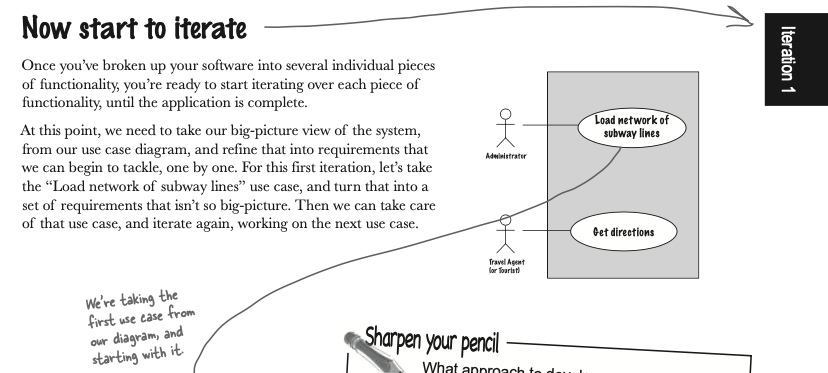 Now start to iterate
Iteration 1
Once you've broken up your software into several individual pieces
of functionality, you're ready to start iterating over each piece of
functionality, until the application is complete.
At this point, we need to take our big-picture view of the system,
from our use case diagram, and refine that into requirements that
we can begin to tackle, one by one. For this first iteration, let's take
the “Load network of subway lines” use case, and turn that into a
set of requirements that isn't so big-picture. Then we can take care
of that use case, and iterate again, working on the next use case.
Load network of
subway lines
Administrator
Get directions
Travel Agent
(or Tourist)
We're taking the
first use case from
our diagram, and
starting with it.
Sharpen your pencil
What approach to